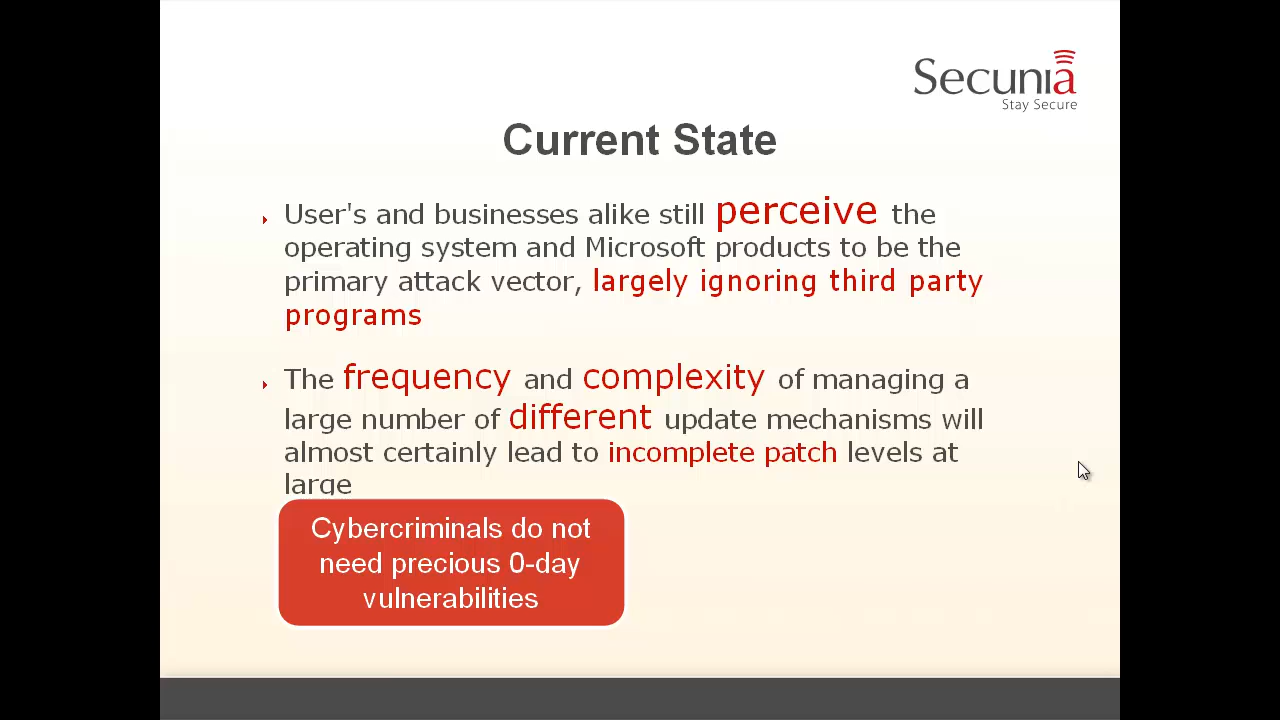 Secunia
Stay Secure
Current State
User's and businesses alike still perceive the
operating system and Microsoft products to be the
primary attack vector, largely ignoring third party
programs
The frequency and complexity of managing a
large number of different update mechanisms will
almost certainly lead to incomplete patch levels at
large
Cybercriminals do not
need precious 0-day
vulnerabilities